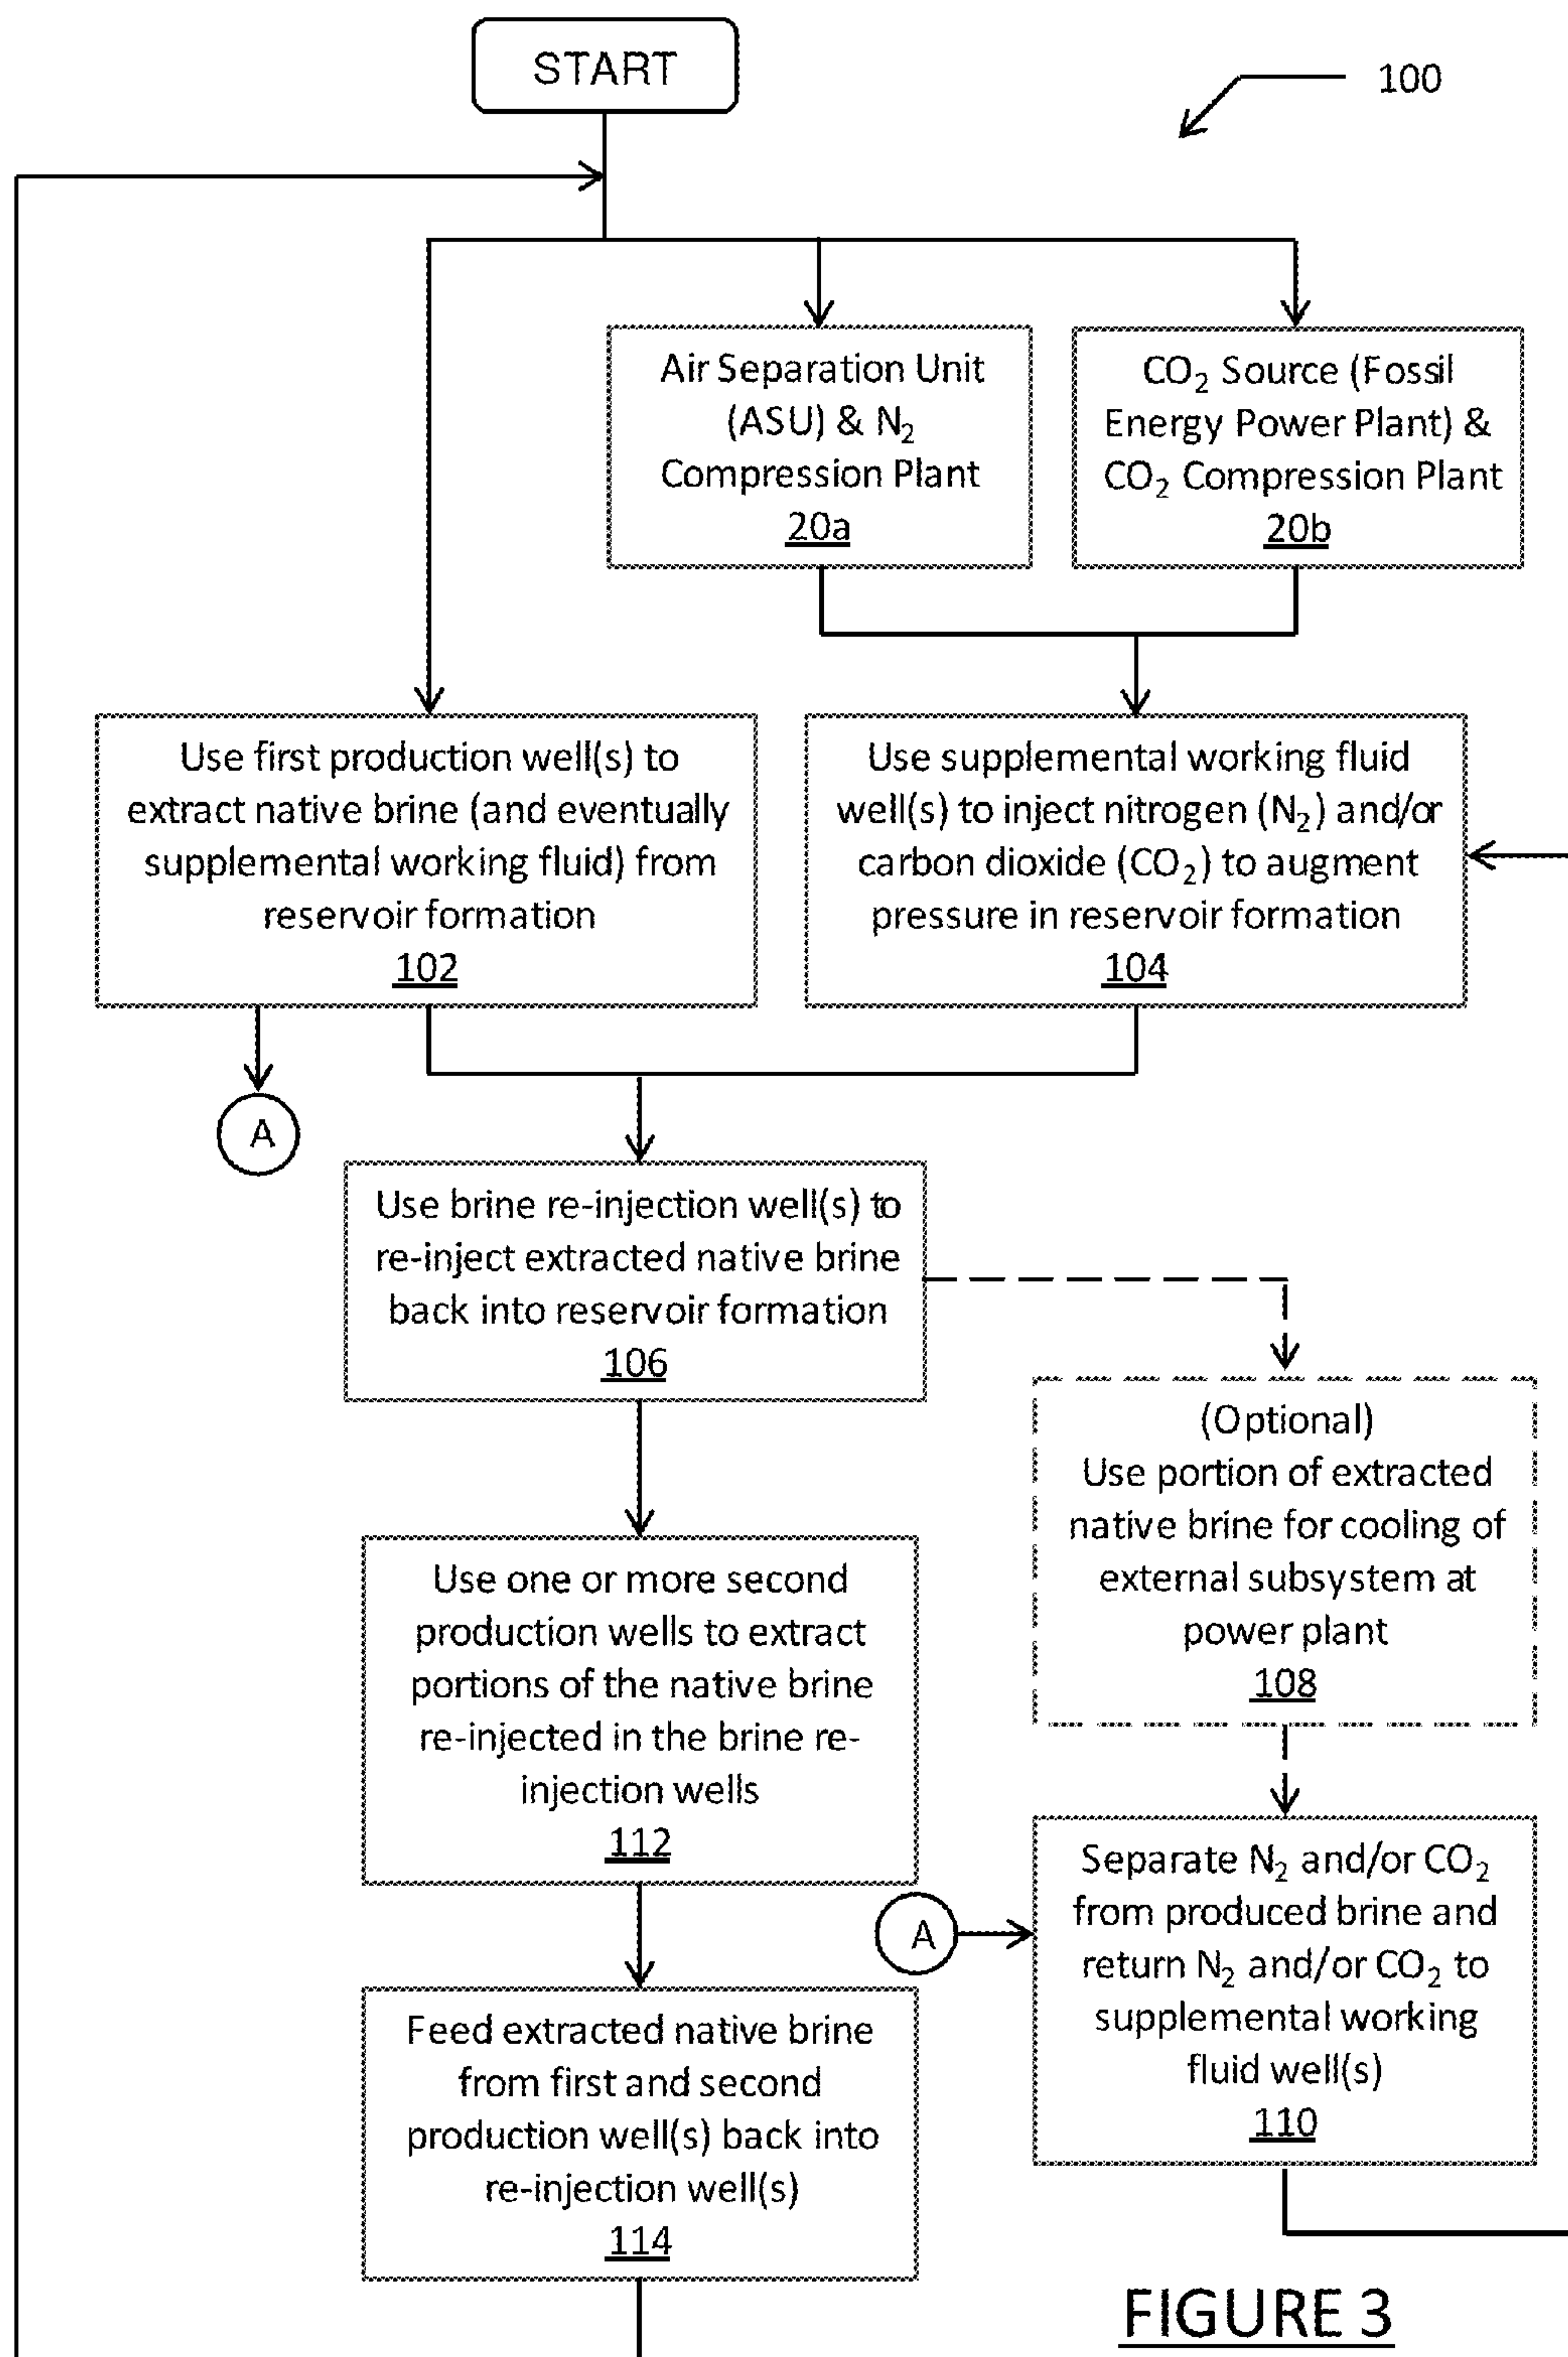 START
100
Air Separation Unit
(ASU) & N₂
Compression Plant
20a
CO₂ Source (Fossil
Energy Power Plant) &
CO₂ Compression Plant
20b
Use first production well(s) to
extract native brine (and eventually
supplemental working fluid) from
reservoir formation
102
Use supplemental working fluid
well(s) to inject nitrogen (N₂) and/or
carbon dioxide (CO₂) to augment
pressure in reservoir formation
104
A
Use brine re-injection well(s) to
re-inject extracted native brine
back into reservoir formation
106
(Optional)
Use portion of extracted
native brine for cooling of
external subsystem at
power plant
108
Use one or more second
production wells to extract
portions of the native brine
re-injected in the brine re-
injection wells
112
A
Separate N₂ and/or CO₂
from produced brine and
return N₂ and/or CO₂ to
supplemental working
fluid well(s)
110
Feed extracted native brine
from first and second
production well(s) back into
re-injection well(s)
114
FIGURE 3